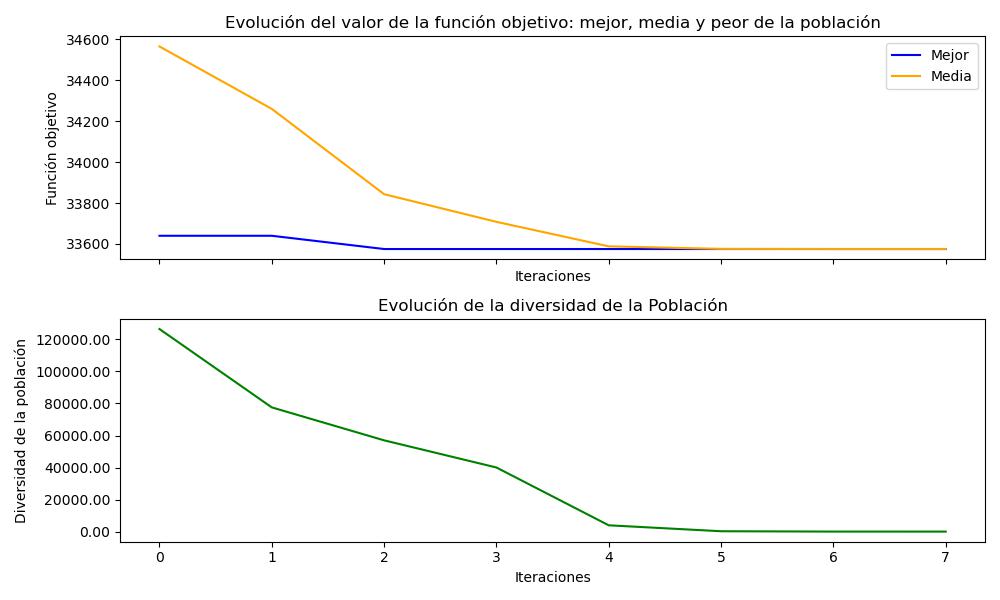 Evolución del valor de la función objetivo: mejor, media y peor de la población
34600
34400
34200
34000
33800
33600
Función objetivo
Mejor
Media
Iteraciones
Evolución de la diversidad de la Población
120000.00
100000.00
80000.00
60000.00
40000.00
20000.00
0.00
Diversidad de la población
0 1 2 3 4 5 6 7
Iteraciones